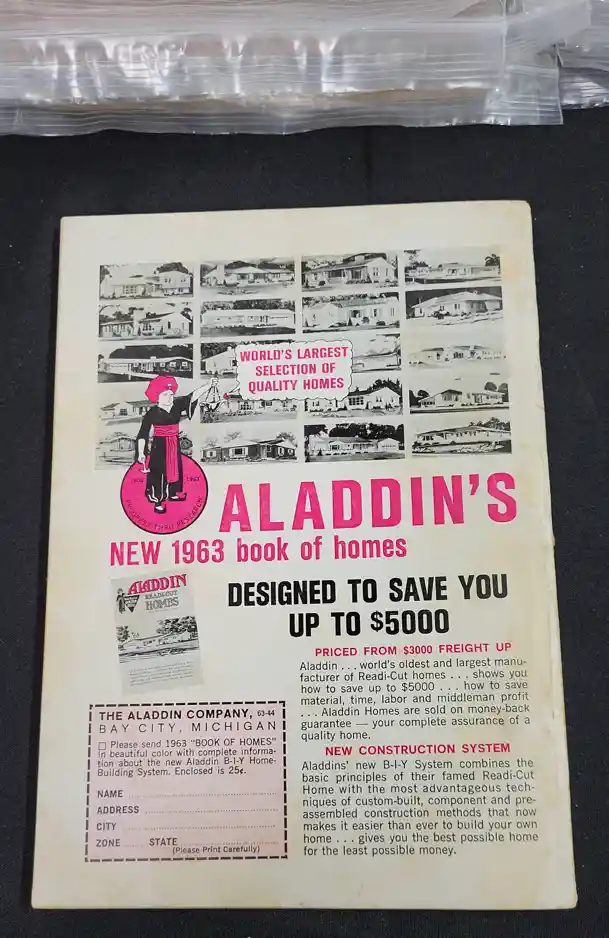 WORLD'S LARGEST
SELECTION OF
QUALITY HOMES
PROGRESS THRU RESEARCH
ALADDIN'S
NEW 1963 book of homes
ALADDIN
READI-CUT
HOMES
DESIGNED TO SAVE YOU
UP TO $5000
PRICED FROM $3000 FREIGHT UP
Aladdin . . . world's oldest and largest manu-
facturer of Readi-Cut homes . . . shows you
how to save up to $5000 . . . how to save
material, time, labor and middleman profit
. . . Aladdin Homes are sold on money-back
guarantee — your complete assurance of a
quality home.
NEW CONSTRUCTION SYSTEM
Aladdins' new B-I-Y System combines the
basic principles of their famed Readi-Cut
Home with the most advantageous tech-
niques of custom-built, component and pre-
assembled construction methods that now
makes it easier than ever to build your own
home . . . gives you the best possible home
for the least possible money.
THE ALADDIN COMPANY, 63-44
BAY CITY, MICHIGAN
Please send 1963 "BOOK OF HOMES"
in beautiful color with complete informa-
tion about the new Aladdin B-I-Y Home-
Building System. Enclosed is 25¢.
NAME
ADDRESS
CITY
ZONE STATE
(Please Print Carefully)